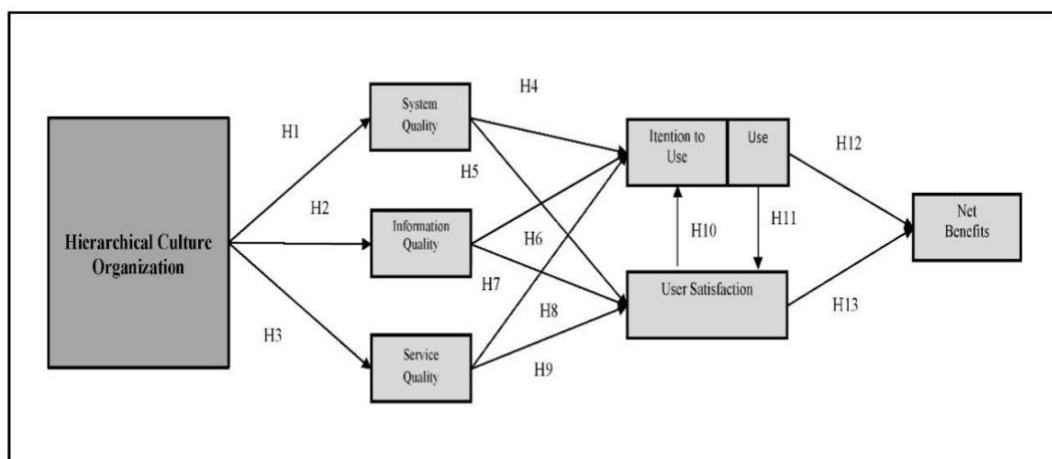 Hierarchical Culture
Organization
H1
H2
H3
System
Quality
Information
Quality
Service
Quality
H4
H5
H6
H7
H8
H9
Itention to
Use
Use
H10
H11
User Satisfaction
H12
H13
Net
Benefits